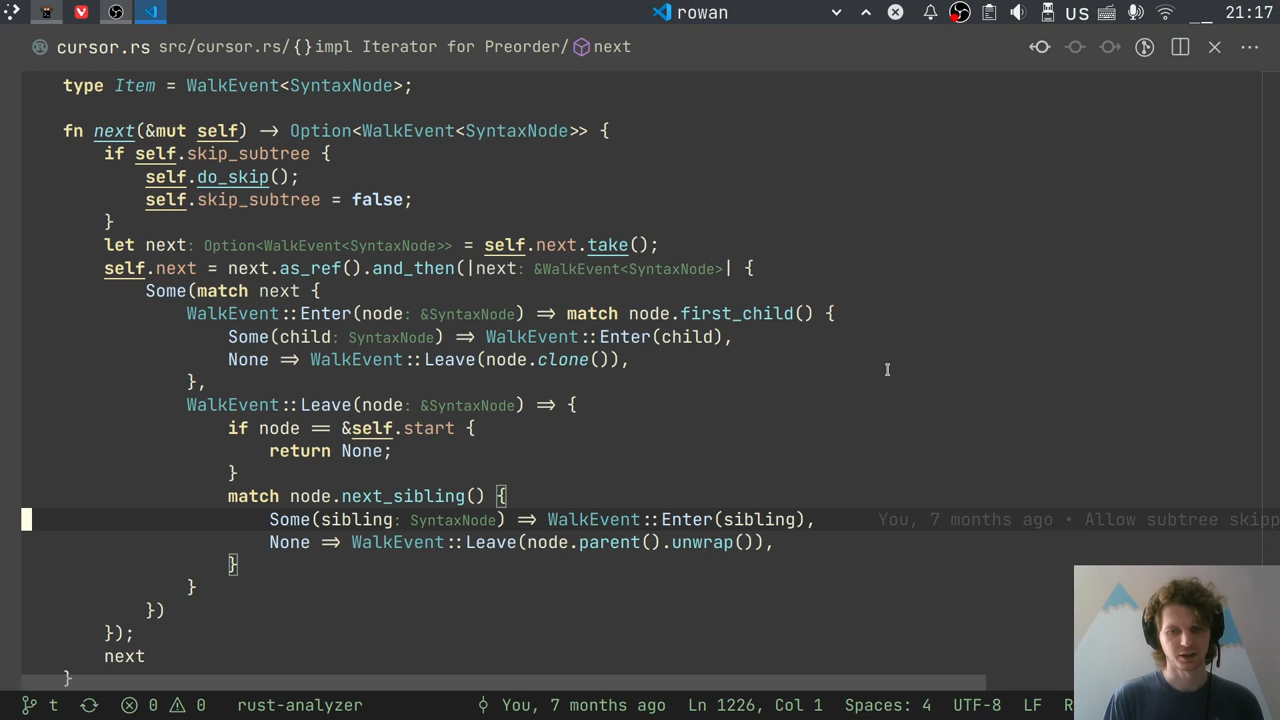 rowan
US
21:17
cursor.rs src/cursor.rs/{}impl Iterator for Preorder/next
type Item = WalkEvent<SyntaxNode>;
fn next(&mut self) -> Option<WalkEvent<SyntaxNode>> {
if self.skip_subtree {
self.do_skip();
self.skip_subtree = false;
}
let next: Option<WalkEvent<SyntaxNode>> = self.next.take();
self.next = next.as_ref().and_then(|next: &WalkEvent<SyntaxNode>| {
Some(match next {
WalkEvent::Enter(node: &SyntaxNode) => match node.first_child() {
Some(child: SyntaxNode) => WalkEvent::Enter(child),
None => WalkEvent::Leave(node.clone()),
},
WalkEvent::Leave(node: &SyntaxNode) => {
if node == &self.start {
return None;
}
match node.next_sibling() {
Some(sibling: SyntaxNode) => WalkEvent::Enter(sibling), You, 7 months ago • Allow subtree skipp
None => WalkEvent::Leave(node.parent().unwrap()),
}
}
})
});
next
}
t 0 0 rust-analyzer You, 7 months ago Ln 1226, Col 1 Spaces: 4 UTF-8 LF R